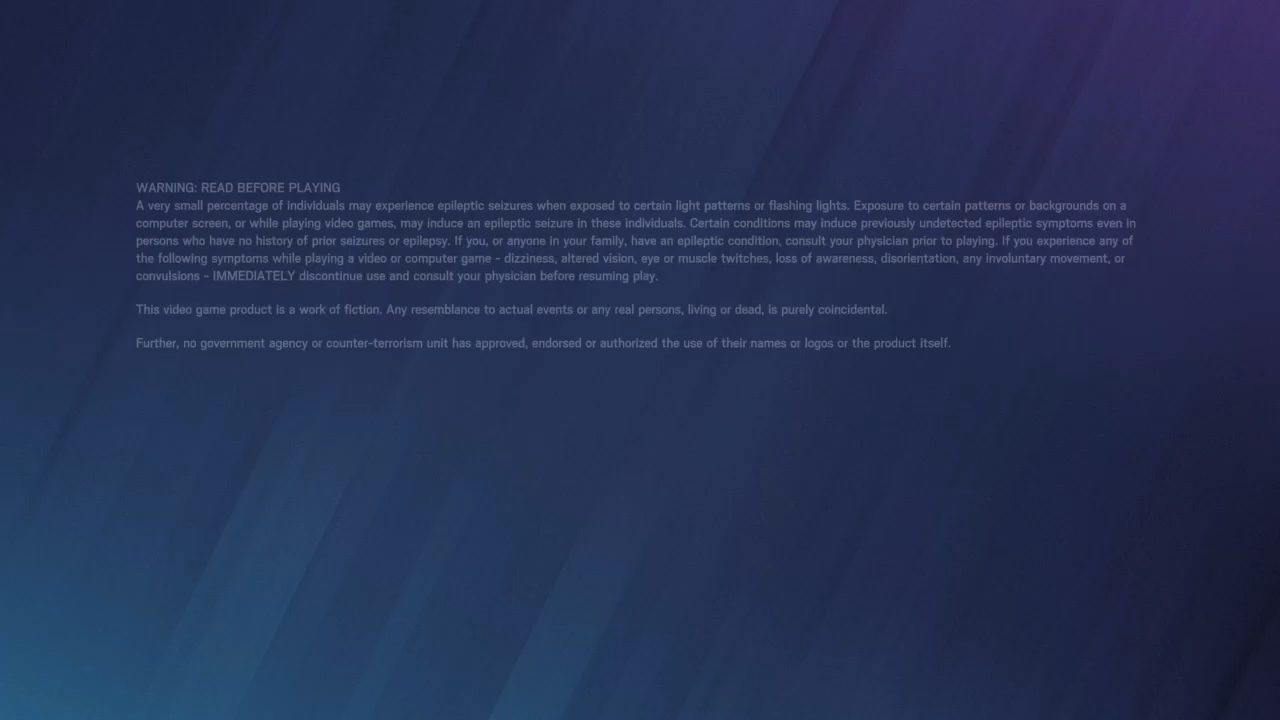 WARNING: READ BEFORE PLAYING
A very small percentage of individuals may experience epileptic seizures when exposed to certain light patterns or flashing lights. Exposure to certain patterns or backgrounds on a
computer screen, or while playing video games, may induce an epileptic seizure in these individuals. Certain conditions may induce previously undetected epileptic symptoms even in
persons who have no history of prior seizures or epilepsy. If you, or anyone in your family, have an epileptic condition, consult your physician prior to playing. If you experience any of
the following symptoms while playing a video or computer game - dizziness, altered vision, eye or muscle twitches, loss of awareness, disorientation, any involuntary movement, or
convulsions - IMMEDIATELY discontinue use and consult your physician before resuming play.
This video game product is a work of fiction. Any resemblance to actual events or any real persons, living or dead, is purely coincidental.
Further, no government agency or counter-terrorism unit has approved, endorsed or authorized the use of their names or logos or the product itself.